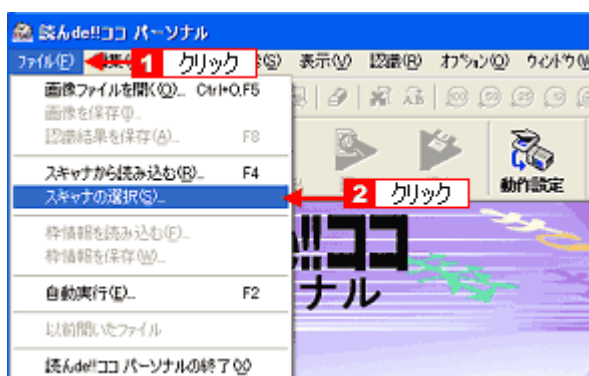 読んde!!ココ パーソナル
ファイル(F)
1 クリック
表示(V) 認識(R) オプション(O) ウィンドウ(W
画像ファイルを開く(O)... Ctrl+O,F5
画像を保存(I)...
認識結果を保存(A)... F8
スキャナから読み込む(R)... F4
スキャナの選択(S)...
2 クリック
動作設定
枠情報を読み込む(F)...
枠情報を保存(W)...
自動実行(E)... F2
以前開いたファイル
読んde!!ココ パーソナルの終了(X)
de!!ココ
ナル